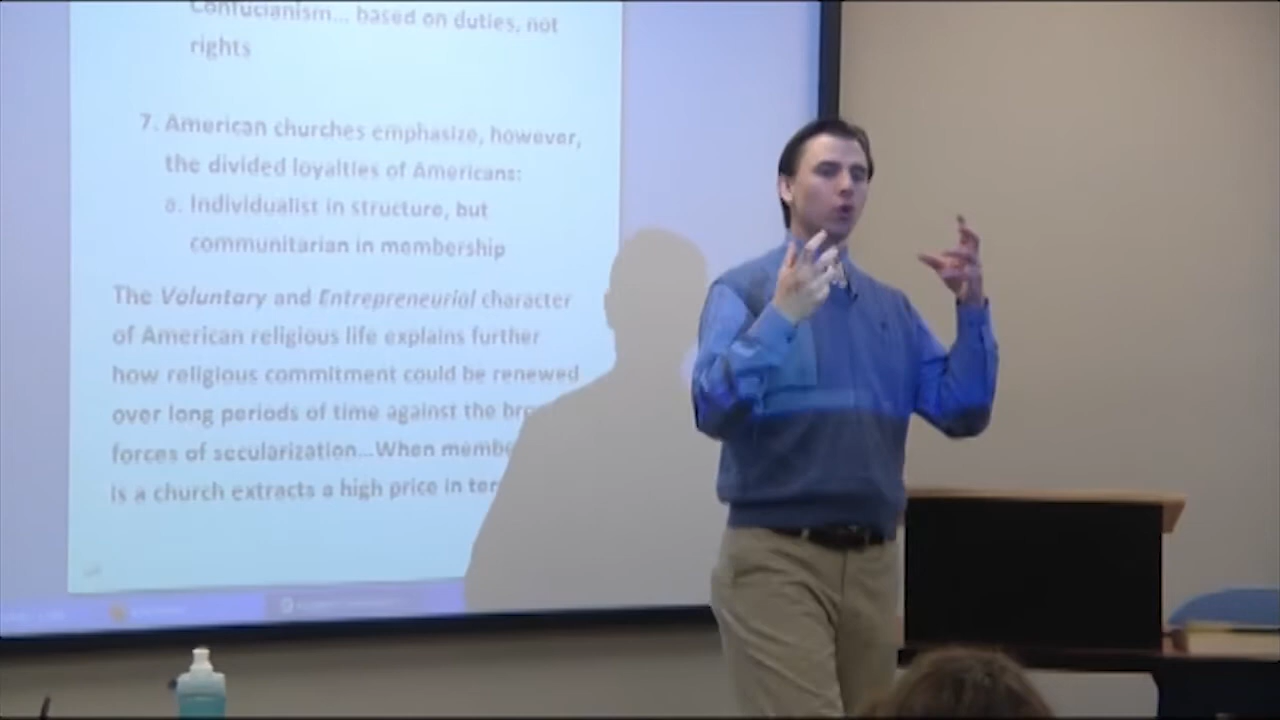 Confucianism... based on duties, not
rights
7. American churches emphasize, however,
the divided loyalties of Americans:
a. Individualist in structure, but
communitarian in membership
The Voluntary and Entrepreneurial character
of American religious life explains further
how religious commitment could be renewed
over long periods of time against the
forces of secularization...When
is a church extracts a high price in